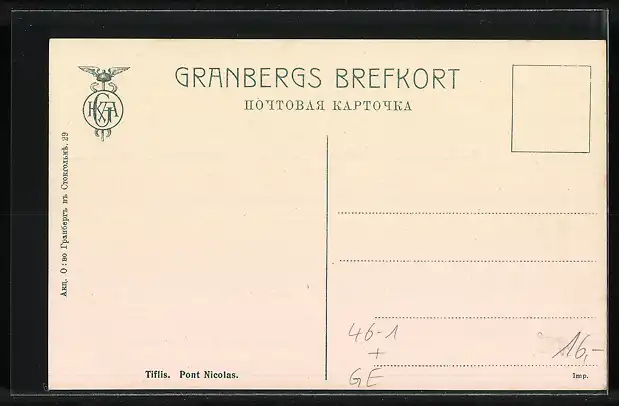 GRANBERGS BREFKORT
ПОЧТОВАЯ КАРТОЧКА
Акц. О:во Гранбергъ въ Стокгольмѣ. 29
46-1
+
GE
16,-
Tiflis. Pont Nicolas.
Imp.